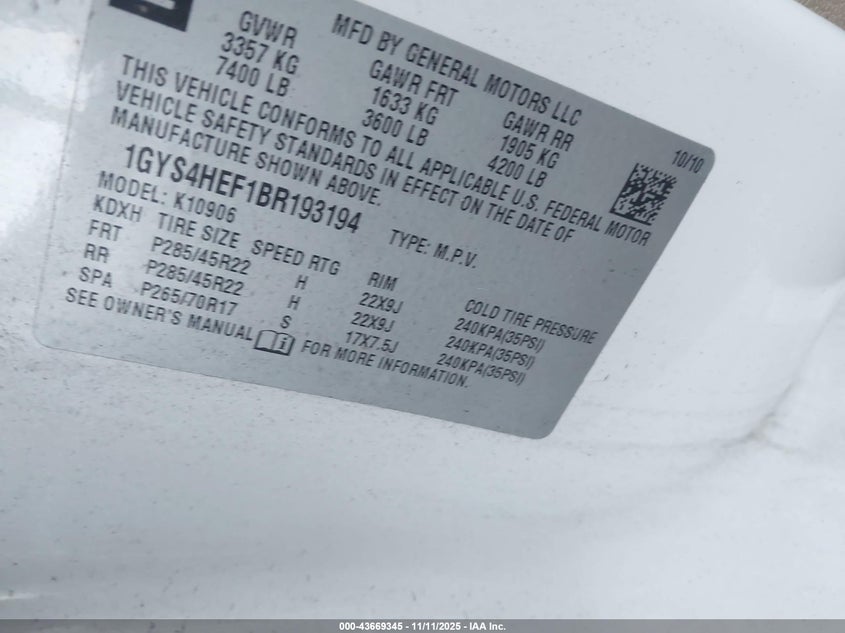 MFD BY GENERAL MOTORS LLC
10/10
GVWR GAWR FRT GAWR RR
3357 KG 1633 KG 1905 KG
7400 LB 3600 LB 4200 LB
THIS VEHICLE CONFORMS TO ALL APPLICABLE U.S. FEDERAL MOTOR
VEHICLE SAFETY STANDARDS IN EFFECT ON THE DATE OF
MANUFACTURE SHOWN ABOVE.
1GYS4HEF1BR193194 TYPE: M.P.V.
MODEL: K10906
KDXH TIRE SIZE SPEED RTG RIM COLD TIRE PRESSURE
FRT P285/45R22 H 22X9J 240KPA(35PSI)
RR P285/45R22 H 22X9J 240KPA(35PSI)
SPA P265/70R17 S 17X7.5J 240KPA(35PSI)
SEE OWNER'S MANUAL FOR MORE INFORMATION.
000-43669345 - 11/11/2025 - IAA Inc.